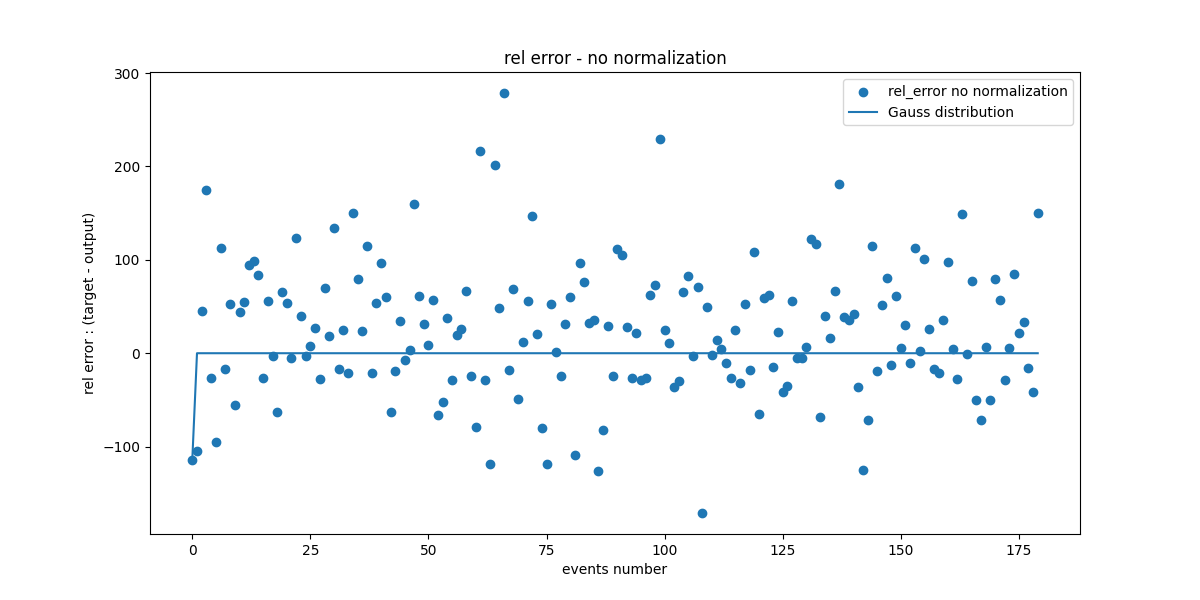 rel error - no normalization
300
200
100
0
−100
rel error : (target - output)
rel_error no normalization
Gauss distribution
0
25
50
75
100
125
150
175
events number